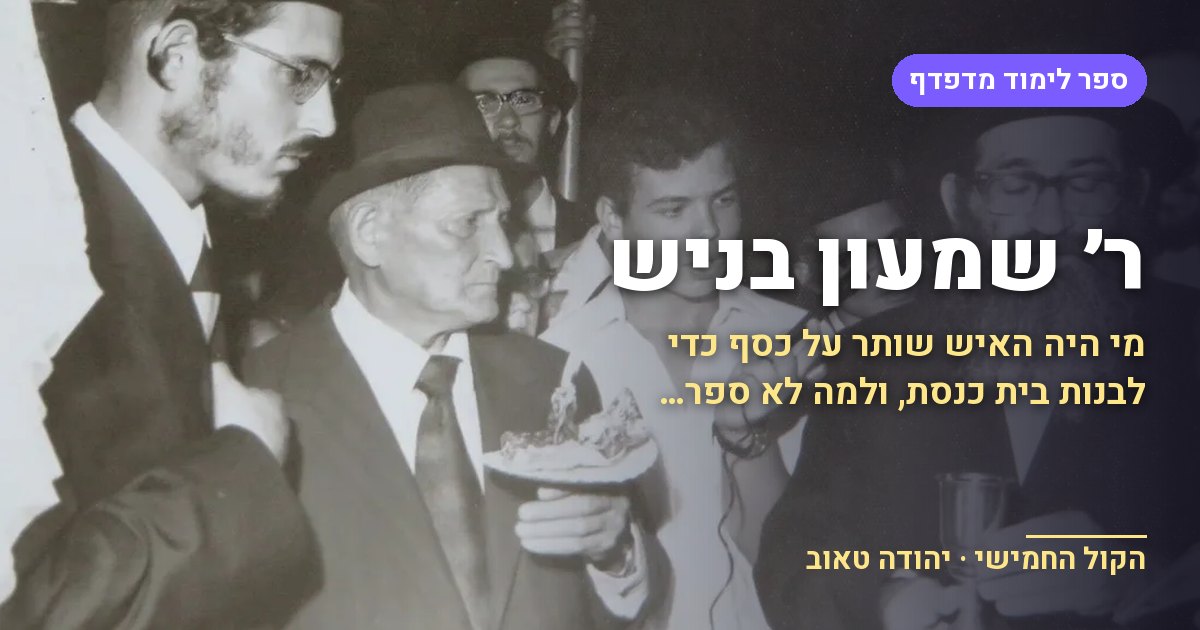 ספר לימוד מדפדף
ר׳ שמעון בניש
מי היה האיש שותר על כסף כדי
לבנות בית כנסת, ולמה לא ספר...
הקול החמישי · יהודה טאוב